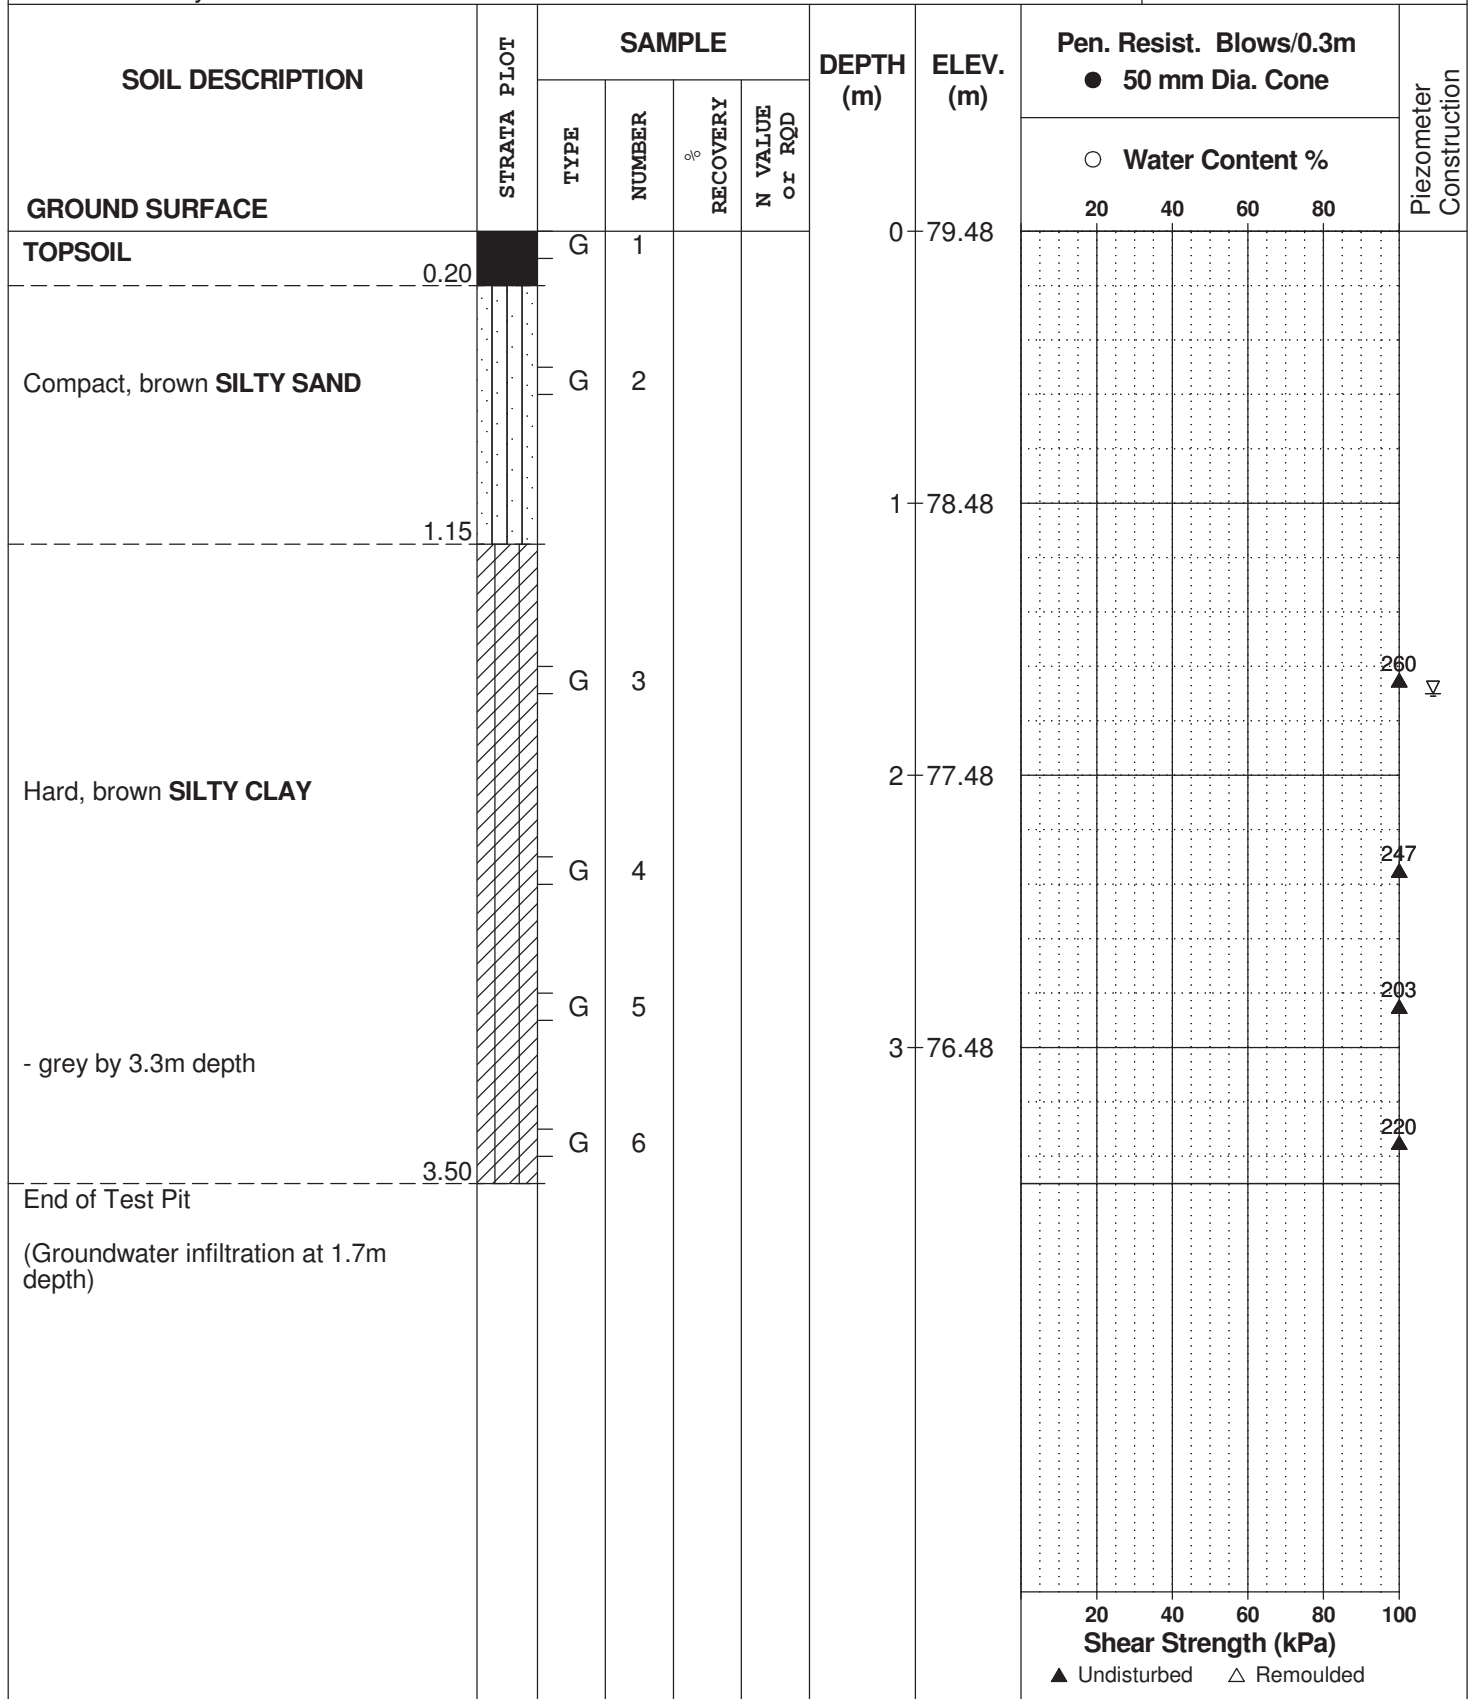 SOIL DESCRIPTION
GROUND SURFACE
STRATA PLOT
SAMPLE
TYPE
NUMBER
%
RECOVERY
N VALUE
or RQD
DEPTH
(m)
ELEV.
(m)
Pen. Resist. Blows/0.3m
● 50 mm Dia. Cone
○ Water Content %
20 40 60 80
Piezometer
Construction
TOPSOIL
0.20
G 1
0 79.48
Compact, brown SILTY SAND
G 2
1 78.48
1.15
G 3
260
2 77.48
Hard, brown SILTY CLAY
G 4
247
G 5
203
3 76.48
- grey by 3.3m depth
G 6
220
3.50
End of Test Pit
(Groundwater infiltration at 1.7m
depth)
20 40 60 80 100
Shear Strength (kPa)
▲ Undisturbed △ Remoulded